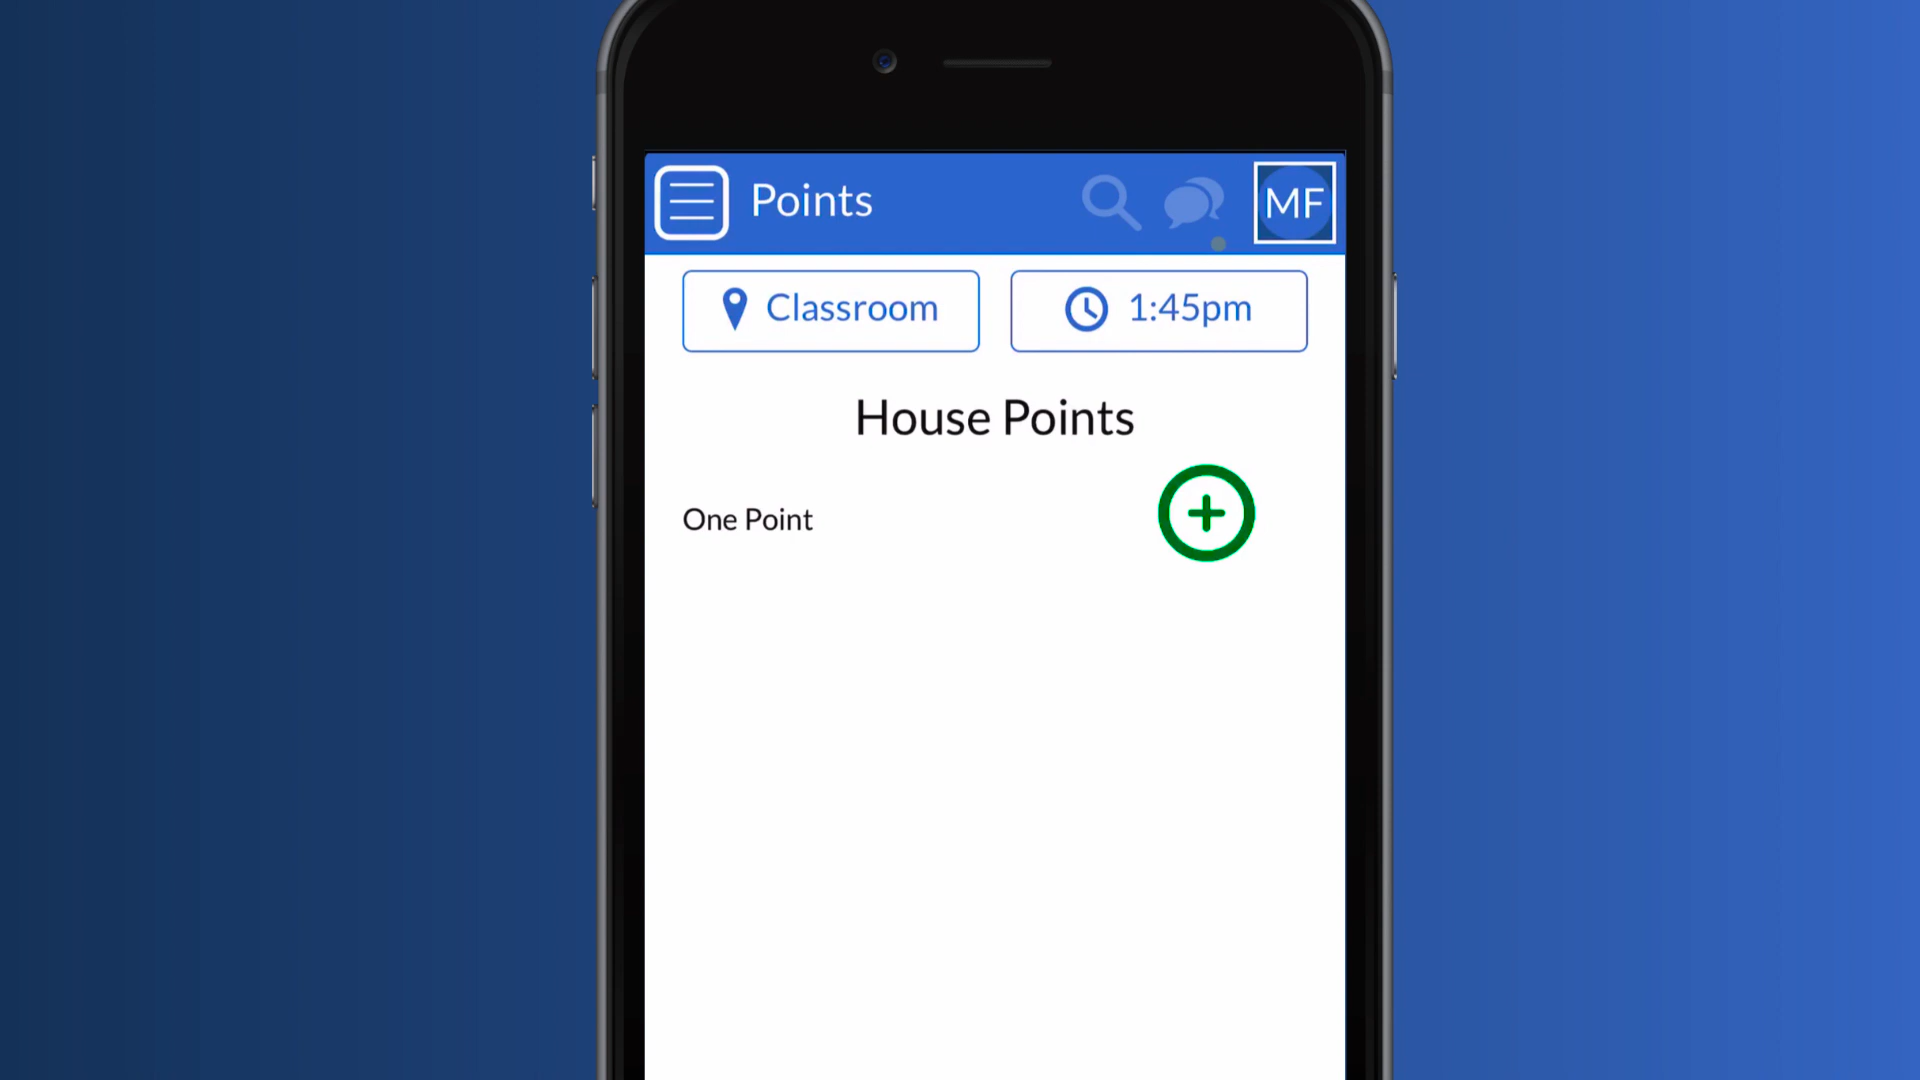 Points
MF
Classroom
1:45pm
House Points
One Point